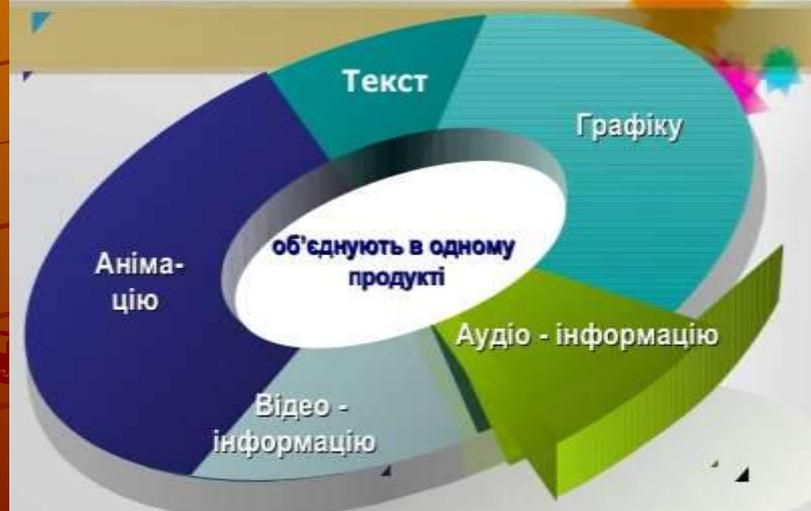 Текст
Графіку
об'єднують в одному
продукті
Аніма-
цію
Аудіо - інформацію
Відео -
інформацію